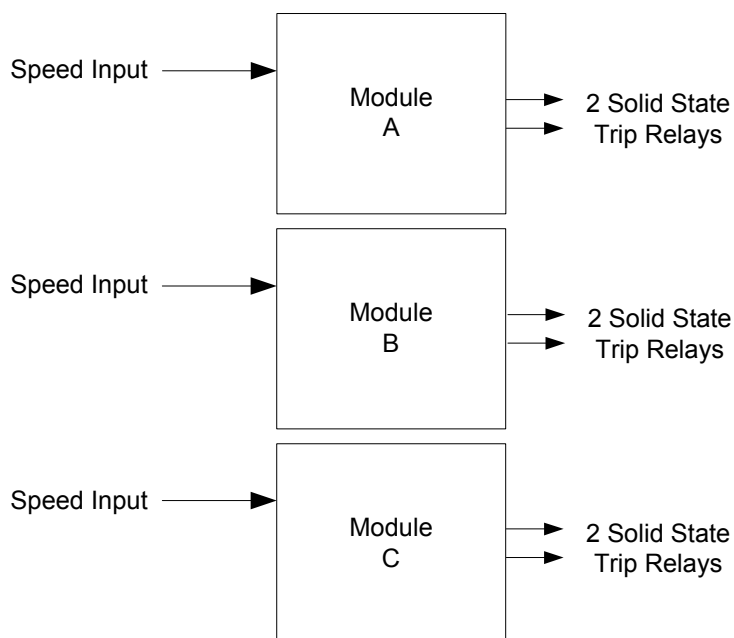 Speed Input
Module
A
2 Solid State
Trip Relays
Speed Input
Module
B
2 Solid State
Trip Relays
Speed Input
Module
C
2 Solid State
Trip Relays